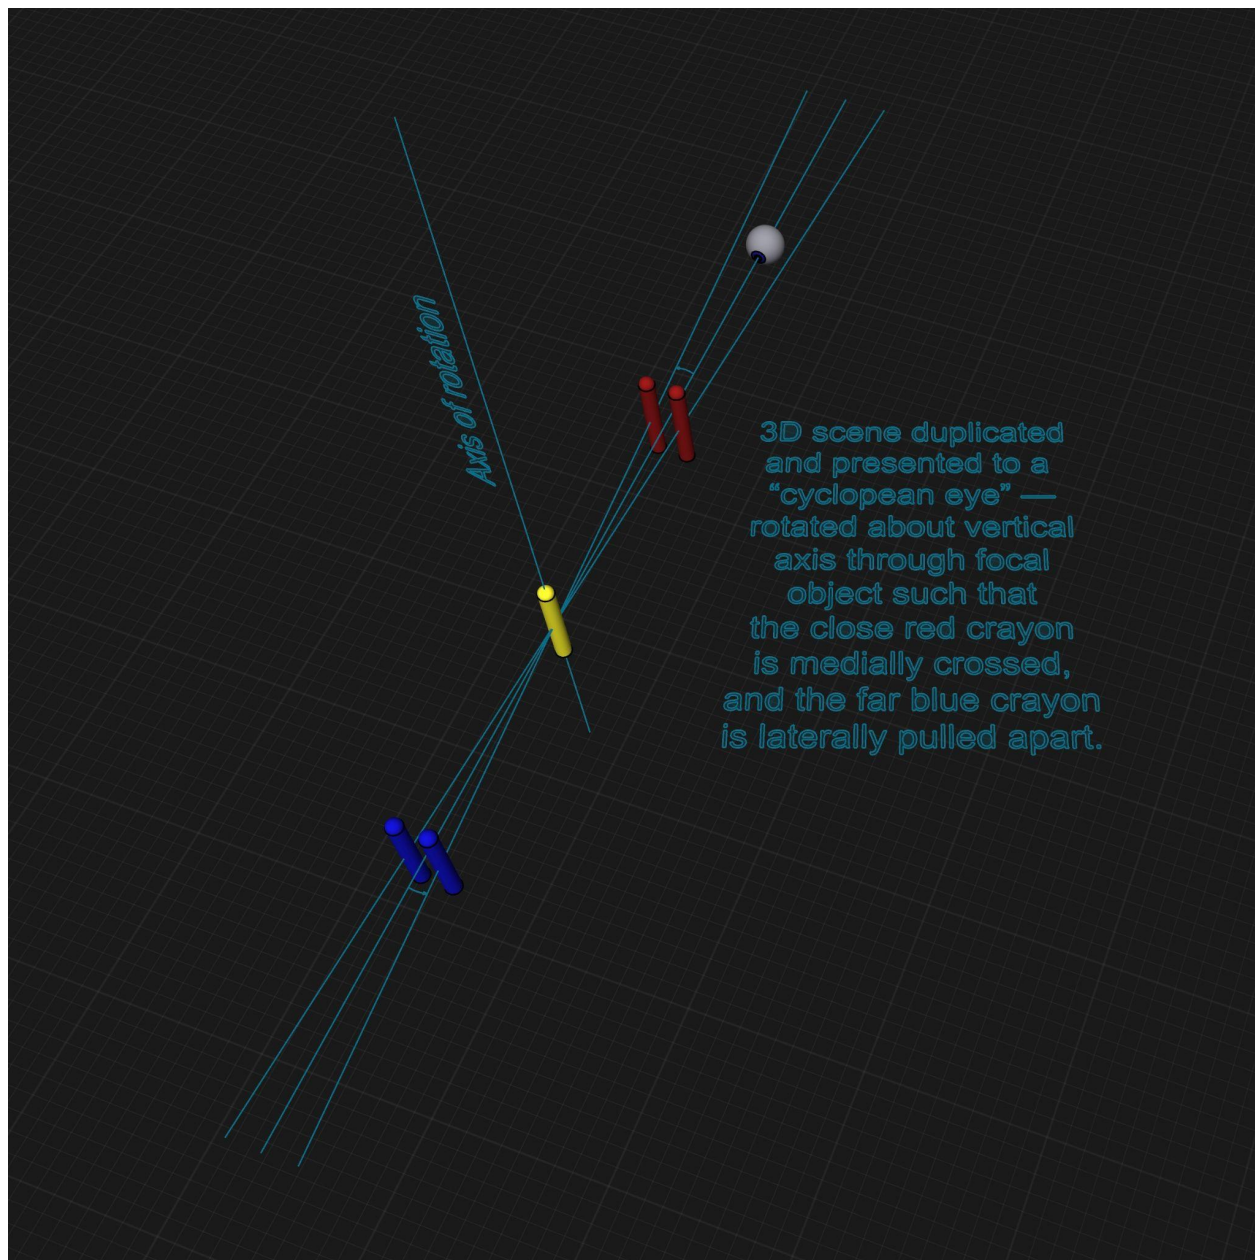 Axis of rotation
3D scene duplicated
and presented to a
“cyclopean eye” —
rotated about vertical
axis through focal
object such that
the close red crayon
is medially crossed,
and the far blue crayon
is laterally pulled apart.